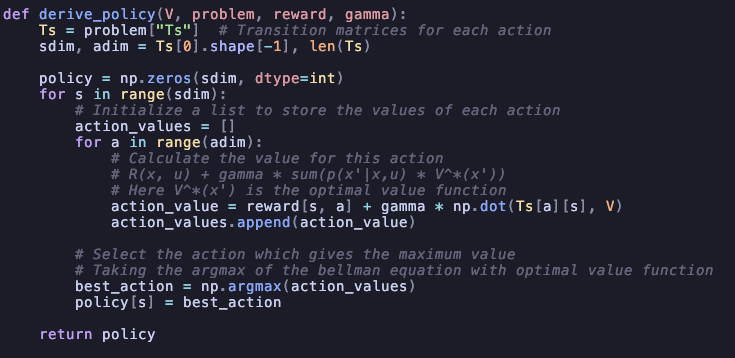 def derive_policy(V, problem, reward, gamma):
    Ts = problem["Ts"]  # Transition matrices for each action
    sdim, adim = Ts[0].shape[-1], len(Ts)

    policy = np.zeros(sdim, dtype=int)
    for s in range(sdim):
        # Initialize a list to store the values of each action
        action_values = []
        for a in range(adim):
            # Calculate the value for this action
            # R(x, u) + gamma * sum(p(x'|x,u) * V^*(x'))
            # Here V^*(x') is the optimal value function
            action_value = reward[s, a] + gamma * np.dot(Ts[a][s], V)
            action_values.append(action_value)

        # Select the action which gives the maximum value
        # Taking the argmax of the bellman equation with optimal value function
        best_action = np.argmax(action_values)
        policy[s] = best_action

    return policy